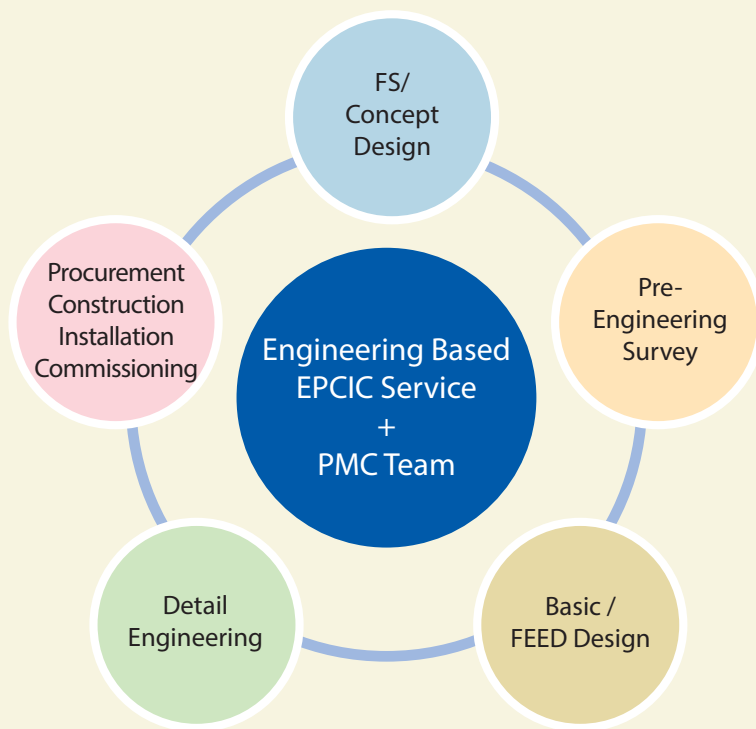 FS/
Concept
Design
Pre-
Engineering
Survey
Basic /
FEED Design
Detail
Engineering
Procurement
Construction
Installation
Commissioning
Engineering Based
EPCIC Service
+
PMC Team